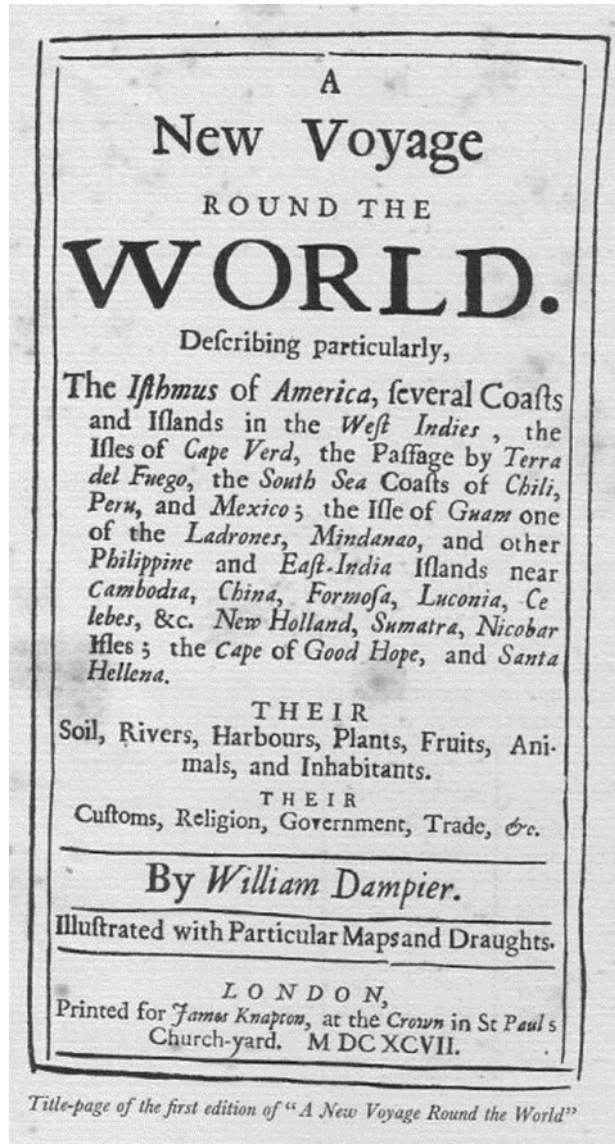 A
New Voyage
ROUND THE
WORLD.
Deſcribing particularly,
The Iſthmus of America, ſeveral Coaſts
and Iſlands in the Weſt Indies , the
Iſles of Cape Verd, the Paſſage by Terra
del Fuego, the South Sea Coaſts of Chili,
Peru, and Mexico ; the Iſle of Guam one
of the Ladrones, Mindanao, and other
Philippine and Eaſt-India Iſlands near
Cambodia, China, Formoſa, Luconia, Ce
lebes, &c. New Holland, Sumatra, Nicobar
Iſles ; the Cape of Good Hope, and Santa
Hellena.
THEIR
Soil, Rivers, Harbours, Plants, Fruits, Ani-
mals, and Inhabitants.
THEIR
Cuſtoms, Religion, Government, Trade, &c.
By William Dampier.
Illuſtrated with Particular Maps and Draughts.
LONDON,
Printed for James Knapton, at the Crown in St Paul s
Church-yard. M DC XCVII.
Title-page of the first edition of “A New Voyage Round the World”